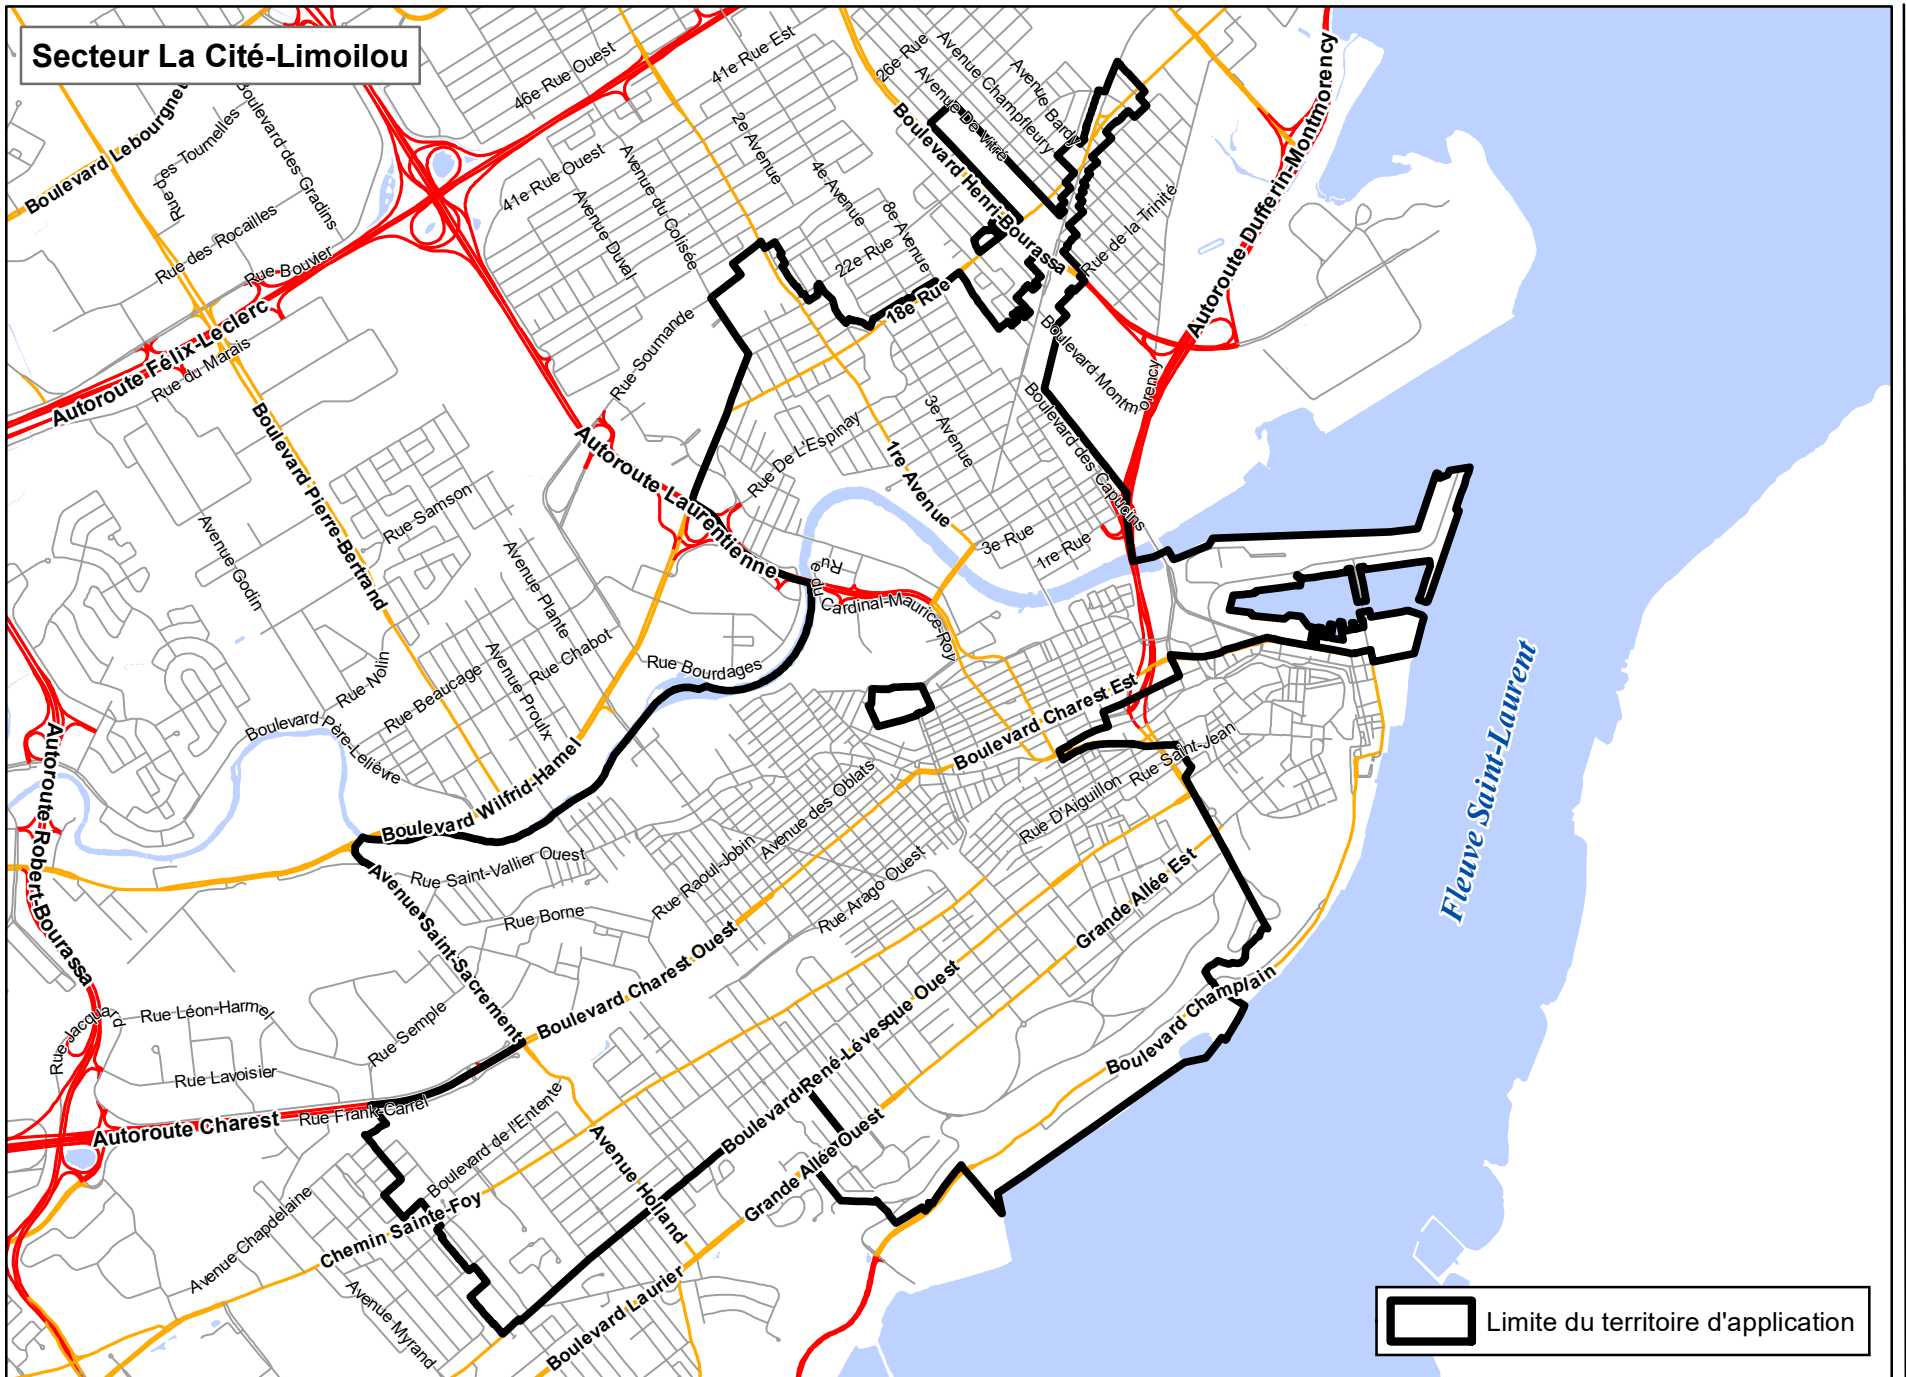 Secteur La Cité-Limoilou
Boulevard Lebourgneuf
Rue des Tournelles
Boulevard des Gradins
Rue des Rocailles
Rue Bouvier
Autoroute Félix-Leclerc
Rue du Marais
46e Rue Ouest
41e Rue Est
41e Rue Ouest
Avenue du Colisée
Avenue Duval
2e Avenue
4e Avenue
8e Avenue
22e Rue
18e Rue
26e Rue
Avenue De Vitré
Avenue Champfleury
Avenue Bardy
Boulevard Henri-Bourassa
Rue de la Trinité
Autoroute Dufferin-Montmorency
Boulevard Montmorency
Boulevard des Capucins
Rue Soumande
Autoroute Laurentienne
Rue De L'Espinay
1re Avenue
3e Avenue
3e Rue
1re Rue
Rue du Cardinal-Maurice-Roy
Boulevard Pierre-Bertrand
Rue Samson
Avenue Godin
Avenue Plante
Rue Chabot
Avenue Proulx
Rue Beaucage
Rue Nolin
Boulevard Père-Lelièvre
Rue Bourdages
Boulevard Wilfrid-Hamel
Autoroute Robert-Bourassa
Avenue Saint-Sacrement
Rue Saint-Vallier Ouest
Rue Borne
Rue Raoul-Jobin
Avenue des Oblats
Boulevard Charest Est
Rue Saint-Jean
Rue D'Aiguillon
Rue Arago Ouest
Grande Allée Est
Boulevard Charest Ouest
Boulevard René-Lévesque Ouest
Boulevard Champlain
Fleuve Saint-Laurent
Rue Jacquard
Rue Léon-Harmel
Rue Semple
Rue Lavoisier
Rue Frank-Carrel
Autoroute Charest
Boulevard de l'Entente
Chemin Sainte-Foy
Avenue Holland
Grande Allée Ouest
Avenue Chapdelaine
Avenue Myrand
Boulevard Laurier
Limite du territoire d'application